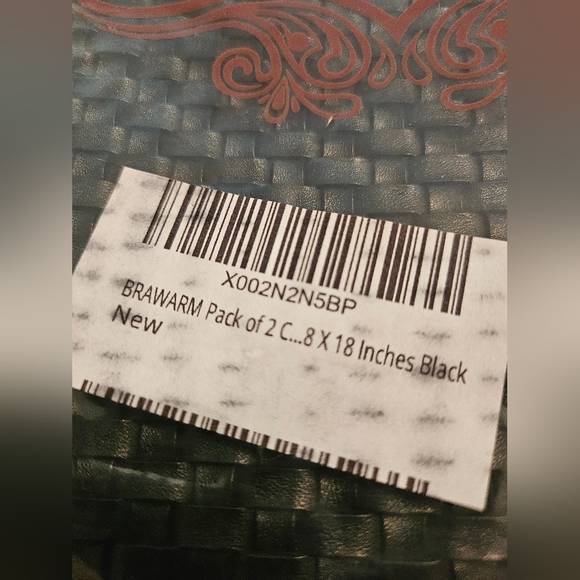 X002N2N5BP
BRAWARM Pack of 2 C...8 X 18 Inches Black
New